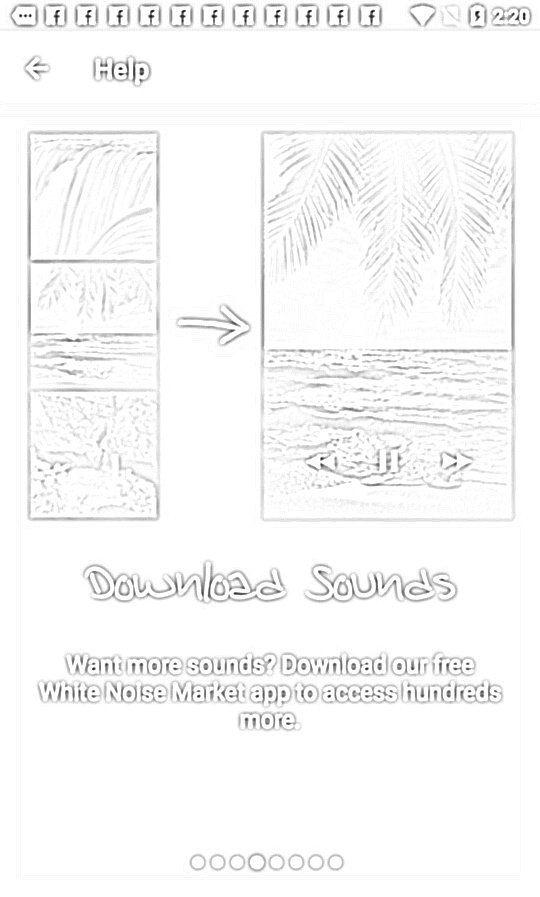 2:20
Help
Download Sounds
Want more sounds? Download our free
White Noise Market app to access hundreds
more.